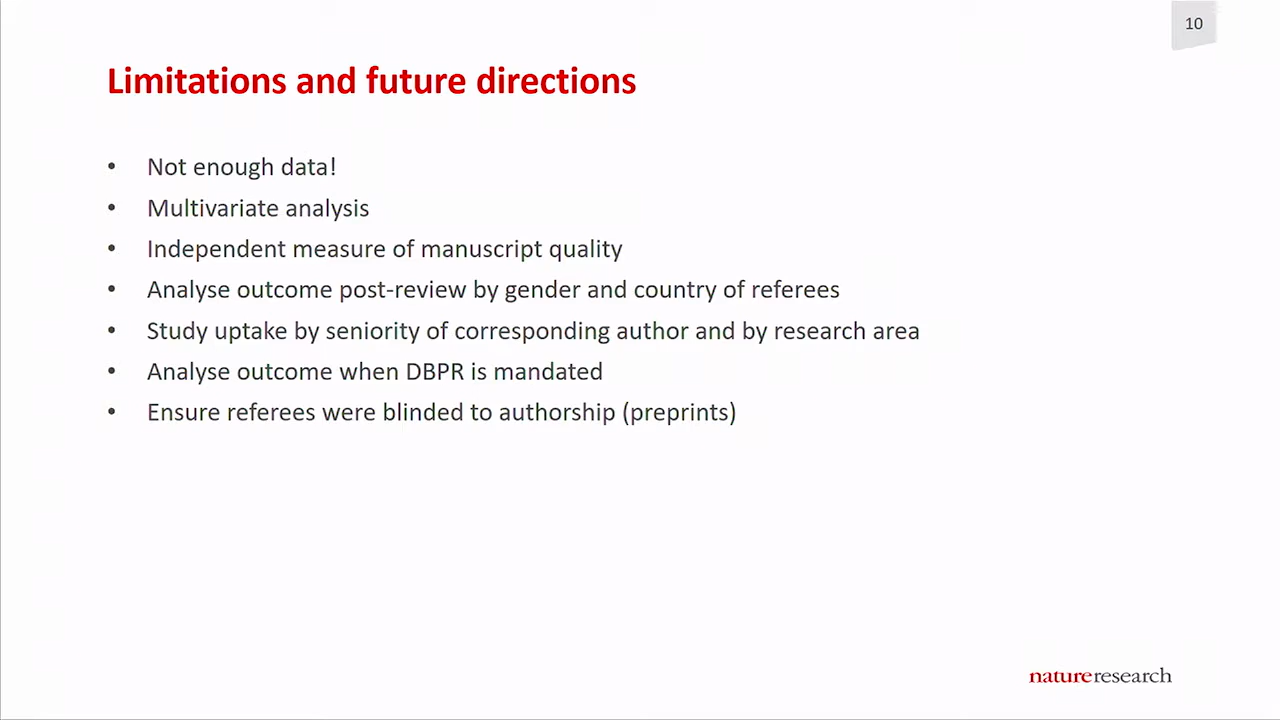 10
Limitations and future directions
• Not enough data!
• Multivariate analysis
• Independent measure of manuscript quality
• Analyse outcome post-review by gender and country of referees
• Study uptake by seniority of corresponding author and by research area
• Analyse outcome when DBPR is mandated
• Ensure referees were blinded to authorship (preprints)
natureresearch